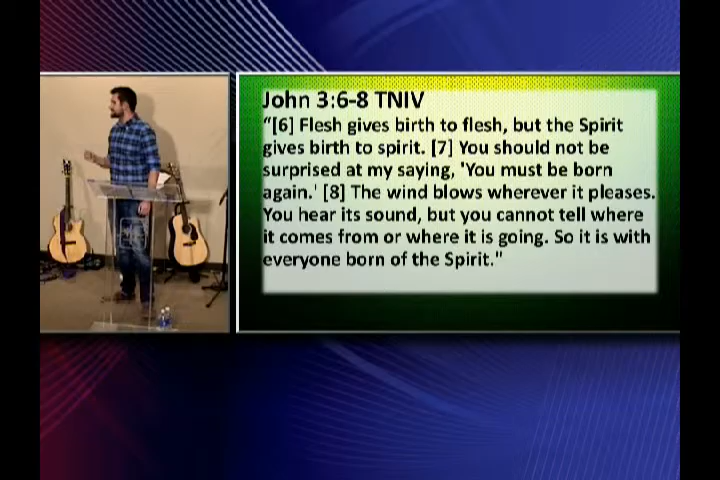 John 3:6-8 TNIV
“[6] Flesh gives birth to flesh, but the Spirit
gives birth to spirit. [7] You should not be
surprised at my saying, 'You must be born
again.' [8] The wind blows wherever it pleases.
You hear its sound, but you cannot tell where
it comes from or where it is going. So it is with
everyone born of the Spirit."